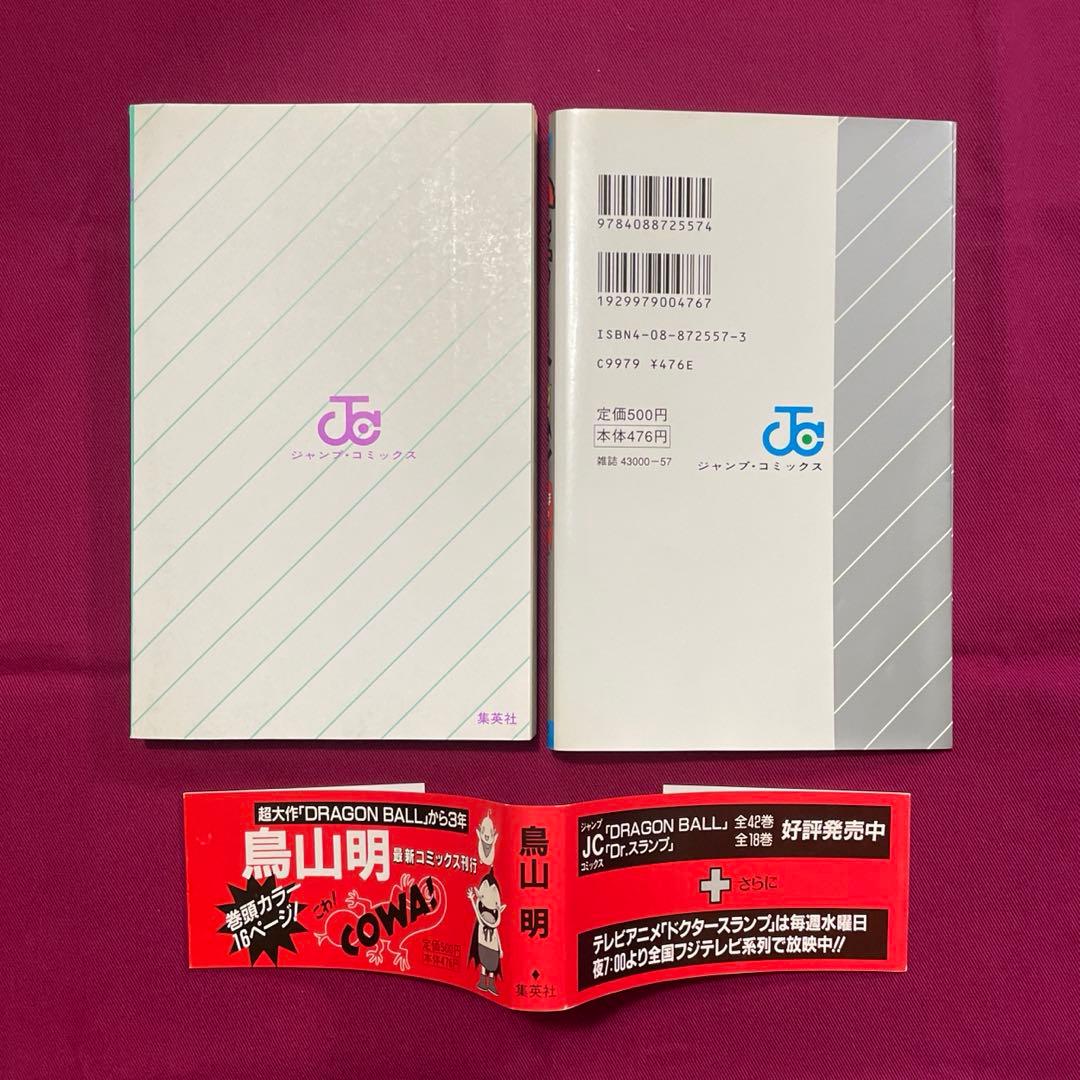 ジャンプ・コミックス
集英社
9784088725574
1929979004767
ISBN4-08-872557-3
C9979 ¥476E
定価500円
本体476円
雑誌 43000-57
ジャンプ・コミックス
超大作「DRAGON BALL」から3年
鳥山明 最新コミックス刊行
巻頭カラー
16ページ!
こわ!
COWA!
定価500円
本体476円
鳥山明
◆
集英社
ジャンプ
JC
コミックス
「DRAGON BALL」全42巻
「Dr.スランプ」全18巻
好評発売中
さらに
テレビアニメ「ドクタースランプ」は毎週水曜日
夜7:00より全国フジテレビ系列で放映中!!